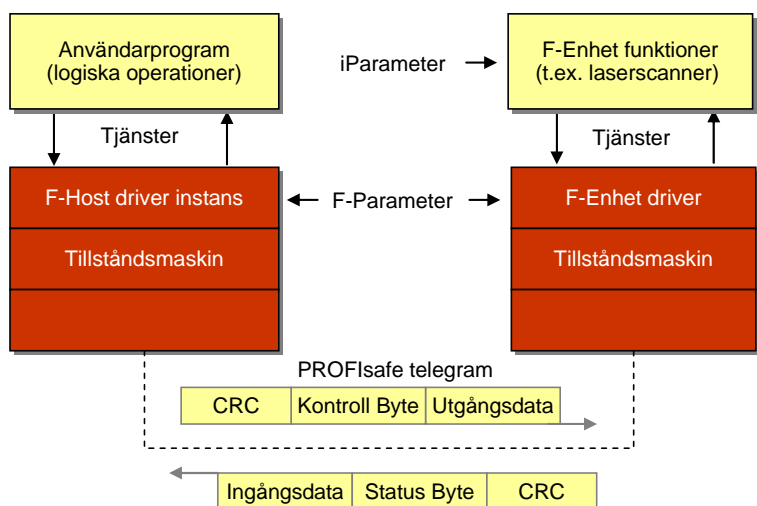 Användarprogram
(logiska operationer)
iParameter
F-Enhet funktioner
(t.ex. laserscanner)
Tjänster
Tjänster
F-Host driver instans
F-Parameter
F-Enhet driver
Tillståndsmaskin
Tillståndsmaskin
PROFIsafe telegram
CRC Kontroll Byte Utgångsdata
Ingångsdata Status Byte CRC